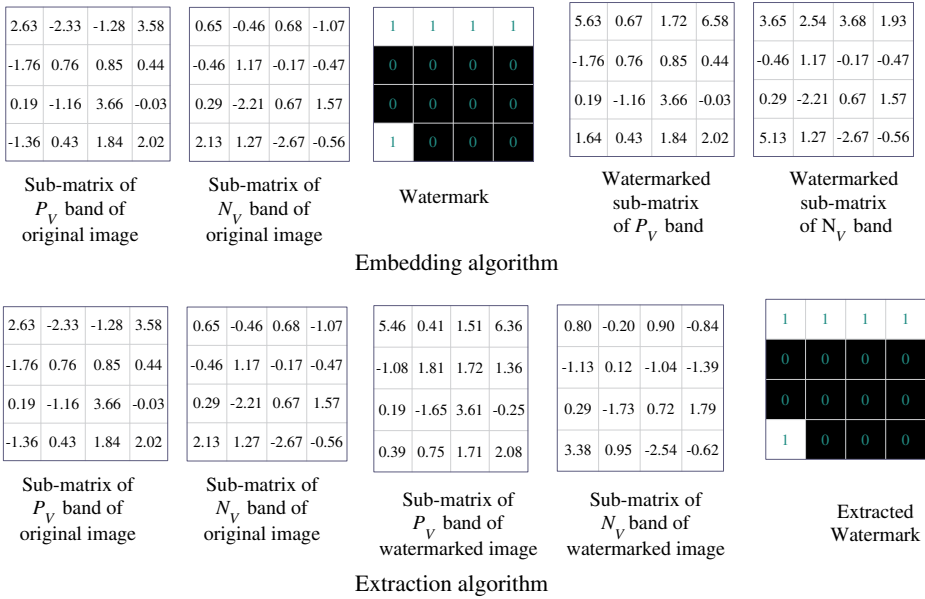 2.63 -2.33 -1.28 3.58
-1.76 0.76 0.85 0.44
0.19 -1.16 3.66 -0.03
-1.36 0.43 1.84 2.02
Sub-matrix of
P_V band of
original image
0.65 -0.46 0.68 -1.07
-0.46 1.17 -0.17 -0.47
0.29 -2.21 0.67 1.57
2.13 1.27 -2.67 -0.56
Sub-matrix of
N_V band of
original image
1 1 1 1
0 0 0 0
0 0 0 0
1 0 0 0
Watermark
5.63 0.67 1.72 6.58
-1.76 0.76 0.85 0.44
0.19 -1.16 3.66 -0.03
1.64 0.43 1.84 2.02
Watermarked
sub-matrix
of P_V band
3.65 2.54 3.68 1.93
-0.46 1.17 -0.17 -0.47
0.29 -2.21 0.67 1.57
5.13 1.27 -2.67 -0.56
Watermarked
sub-matrix
of N_V band
Embedding algorithm
2.63 -2.33 -1.28 3.58
-1.76 0.76 0.85 0.44
0.19 -1.16 3.66 -0.03
-1.36 0.43 1.84 2.02
Sub-matrix of
P_V band of
original image
0.65 -0.46 0.68 -1.07
-0.46 1.17 -0.17 -0.47
0.29 -2.21 0.67 1.57
2.13 1.27 -2.67 -0.56
Sub-matrix of
N_V band of
original image
5.46 0.41 1.51 6.36
-1.08 1.81 1.72 1.36
0.19 -1.65 3.61 -0.25
0.39 0.75 1.71 2.08
Sub-matrix of
P_V band of
watermarked image
0.80 -0.20 0.90 -0.84
-1.13 0.12 -1.04 -1.39
0.29 -1.73 0.72 1.79
3.38 0.95 -2.54 -0.62
Sub-matrix of
N_V band of
watermarked image
1 1 1 1
0 0 0 0
0 0 0 0
1 0 0 0
Extracted
Watermark
Extraction algorithm